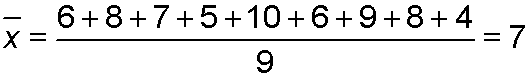 x̅ = (6 + 8 + 7 + 5 + 10 + 6 + 9 + 8 + 4) / 9 = 7